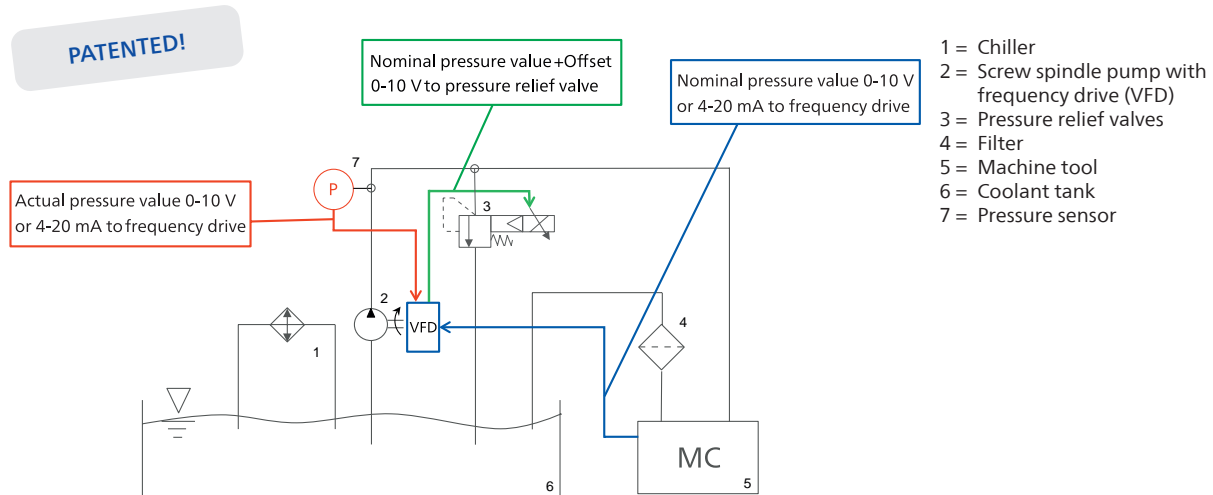 PATENTED!
Nominal pressure value+Offset
0-10 V to pressure relief valve
Nominal pressure value 0-10 V
or 4-20 mA to frequency drive
1 = Chiller
2 = Screw spindle pump with
frequency drive (VFD)
3 = Pressure relief valves
4 = Filter
5 = Machine tool
6 = Coolant tank
7 = Pressure sensor
Actual pressure value 0-10 V
or 4-20 mA to frequency drive
7
P
3
2
VFD
1
4
MC
5
6